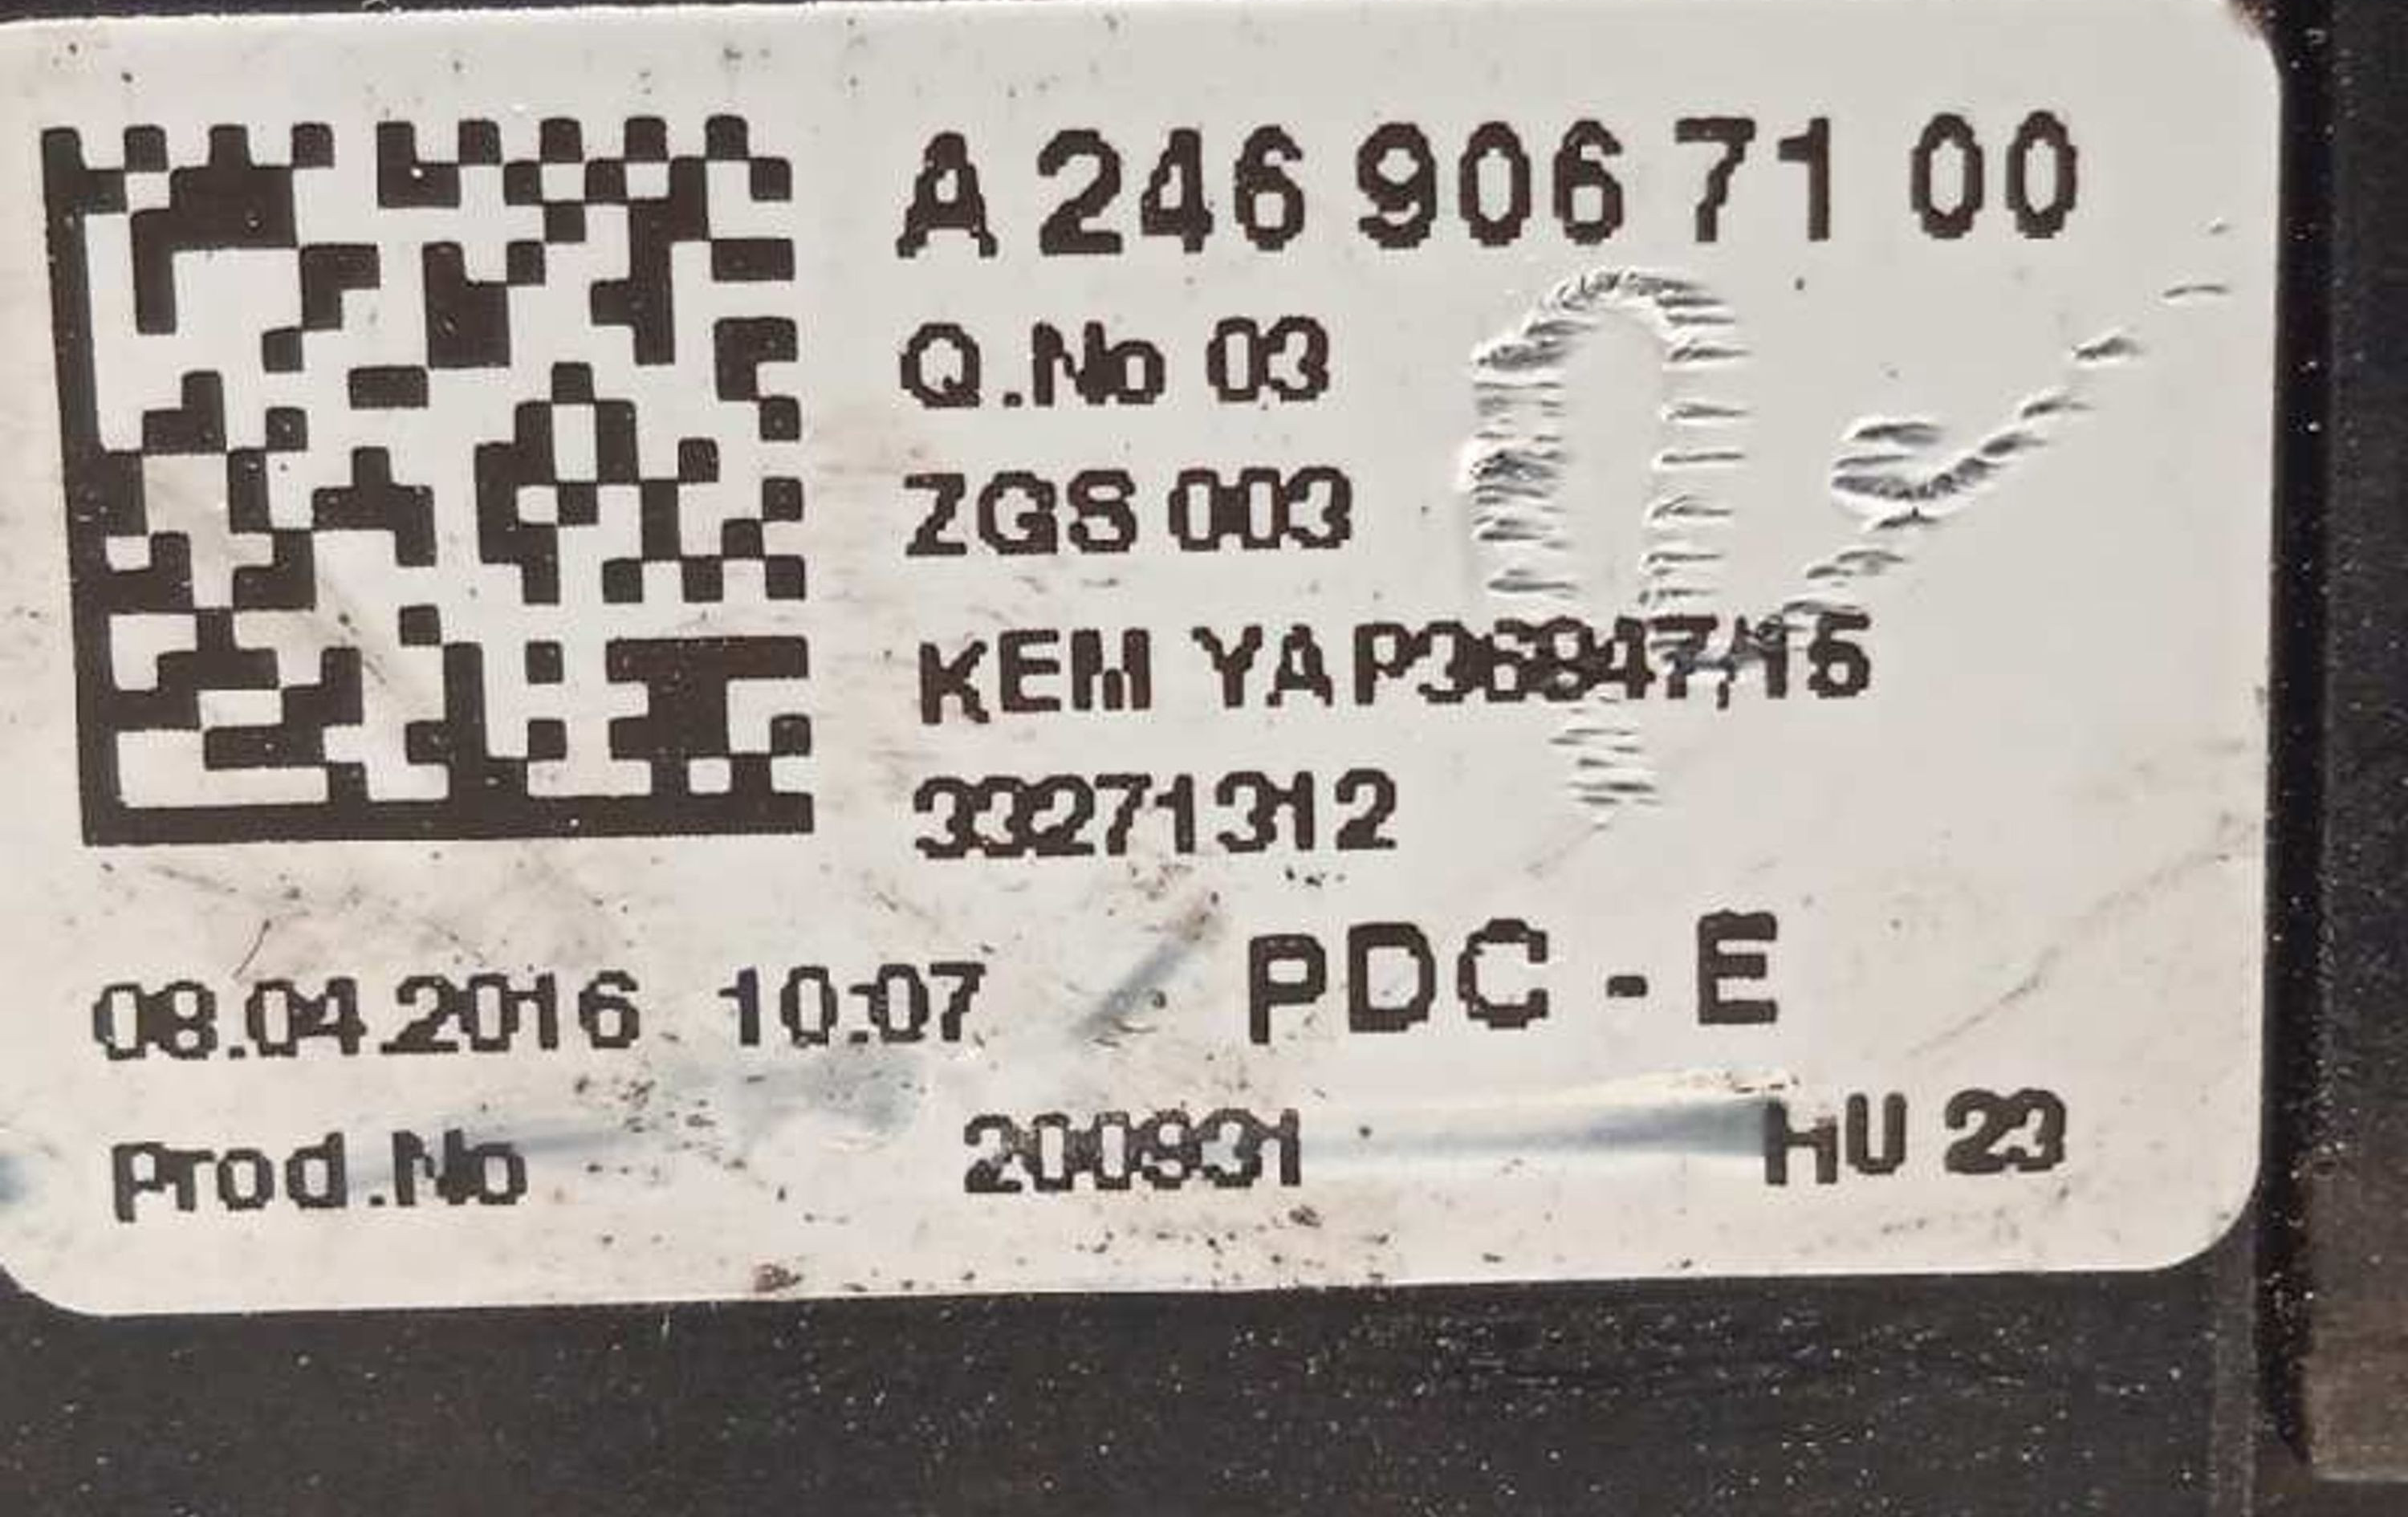 A 246 906 71 00
Q.No 03
ZGS 003
KEM YAP36847/15
33271312
08.04.2016 10:07 PDC - E
Prod.No 200931 HU 23